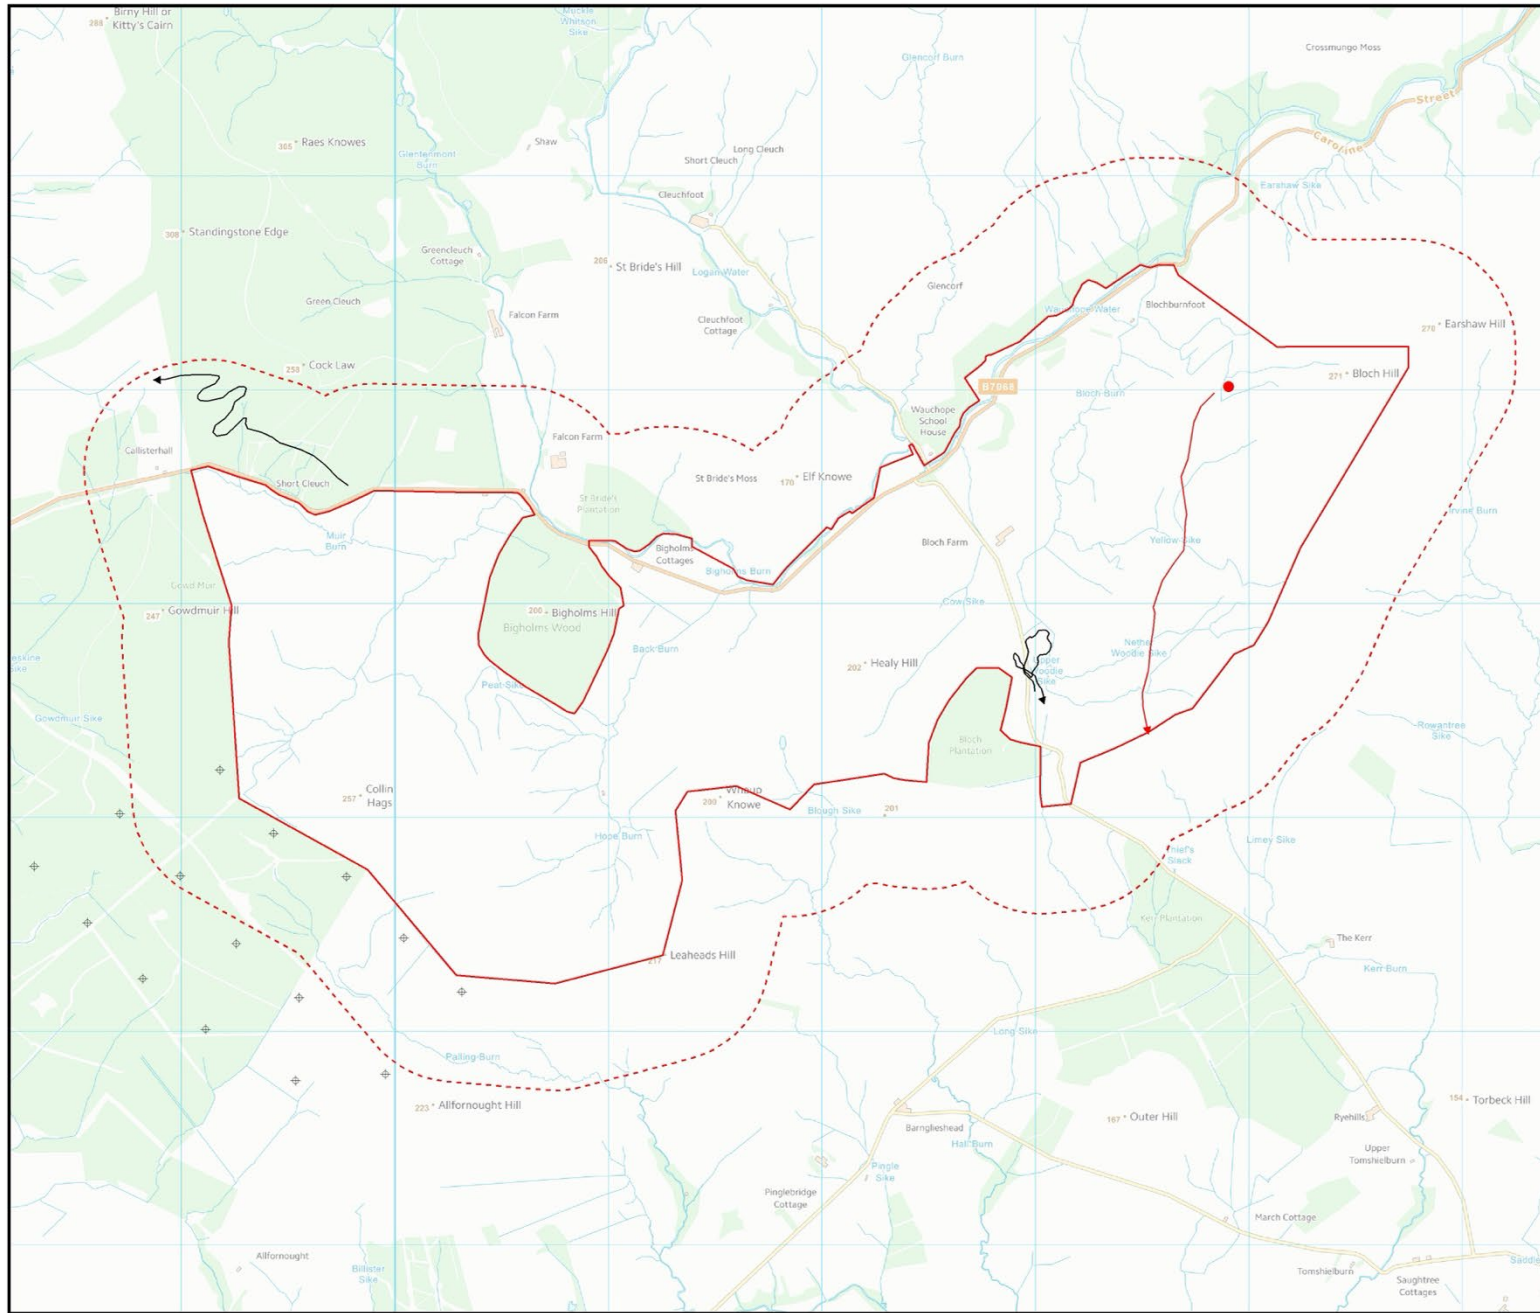 288 Birny Hill or
Kitty's Cairn
Muckle
Whitson
Sike
Glencorf Burn
Crossmungo Moss
Street
Caroline
305 Raes Knowes
Glentenmont
Burn
Shaw
Long Cleuch
Short Cleuch
Cleuchfoot
Earshaw Sike
308 Standingstone Edge
Greencleuch
Cottage
206 St Bride's Hill
Logan Water
Glencorf
Green Cleuch
Falcon Farm
Cleuchfoot
Cottage
Wauchope Water
Blochburnfoot
270 Earshaw Hill
253 Cock Law
271 Bloch Hill
B7068
Bloch Burn
Wauchope
School
House
Callisterhall
Falcon Farm
Short Cleuch
St Bride's
Plantation
St Bride's Moss
170 Elf Knowe
Irvine Burn
Muir
Burn
Bigholms
Cottages
Bloch Farm
Yellow Sike
Bigholms Burn
Gowd Muir
247 Gowdmuir Hill
200 Bigholms Hill
Bigholms Wood
Cow Sike
Back Burn
Nether
Woodie Sike
Upper
Woodie
Sike
202 Healy Hill
Peat Sike
Gowdmuir Sike
Rowantree
Sike
Bloch
Plantation
257 Collin
Hags
200 Whaup
Knowe
Blough Sike
201
Hope Burn
Limey Sike
Thief's
Slack
Kerr Plantation
217 Leaheads Hill
The Kerr
Kerr Burn
Long Sike
Palling Burn
223 Allfornought Hill
167 Outer Hill
154 Torbeck Hill
Ryehills
Barnglieshead
Hall Burn
Upper
Tomshielburn
Pingle
Sike
Pinglebridge
Cottage
March Cottage
Allfornought
Billister
Sike
Tomshielburn
Saughtree
Cottages